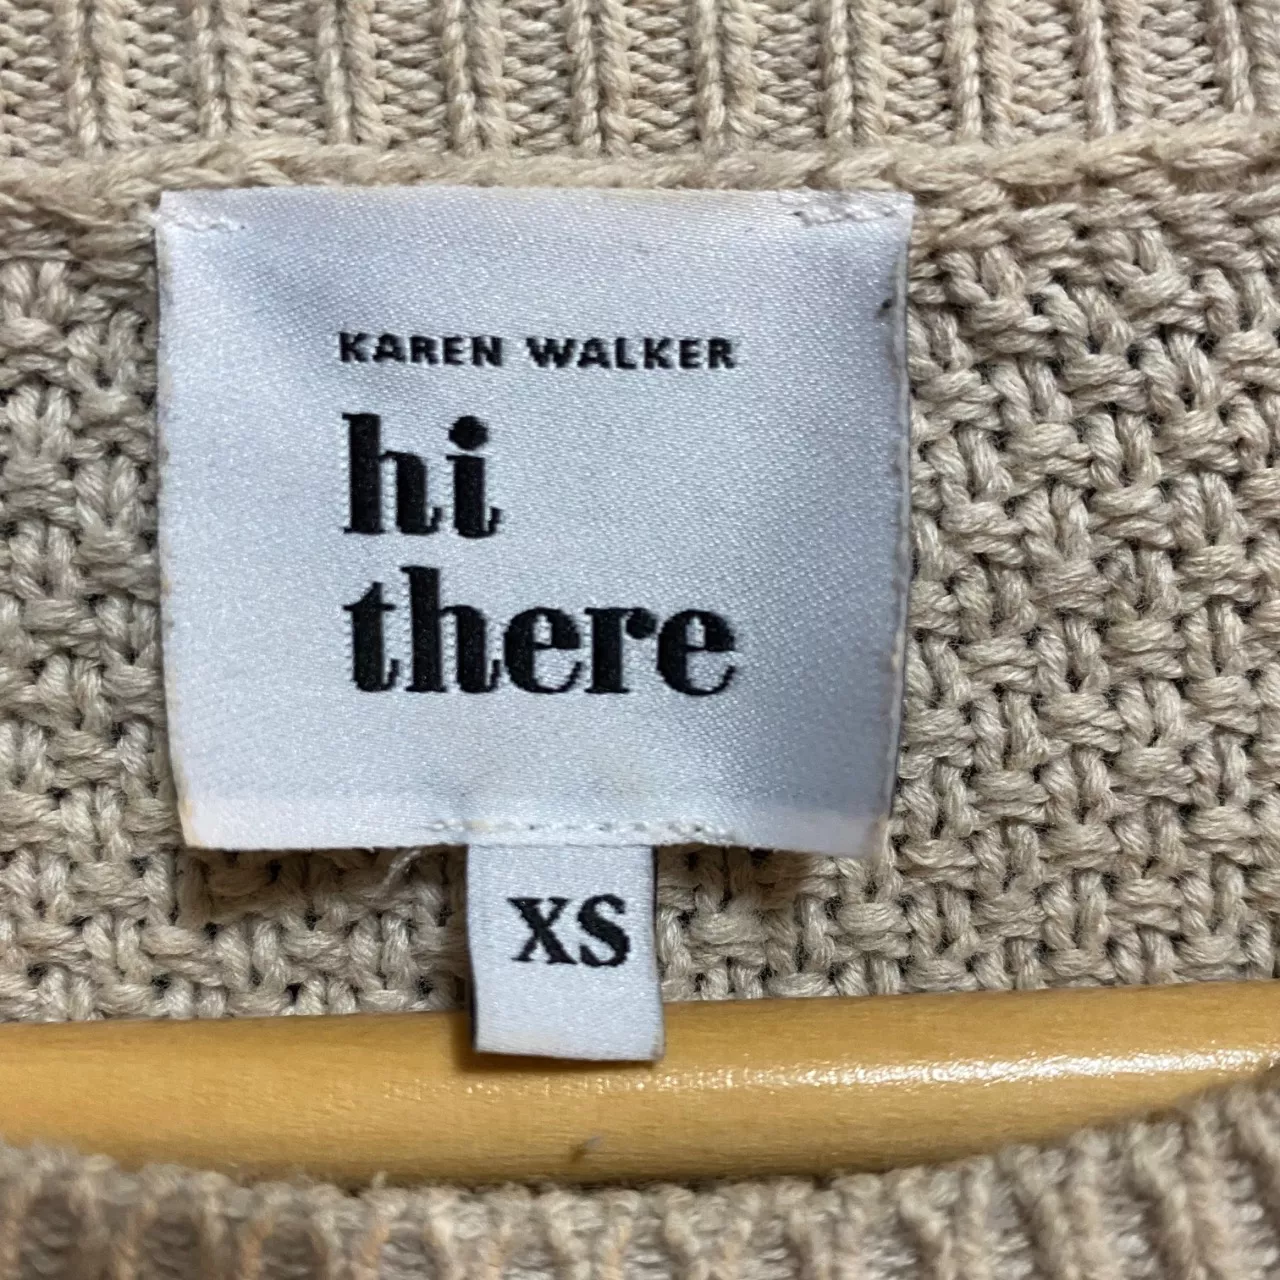 KAREN WALKER
hi
there
XS